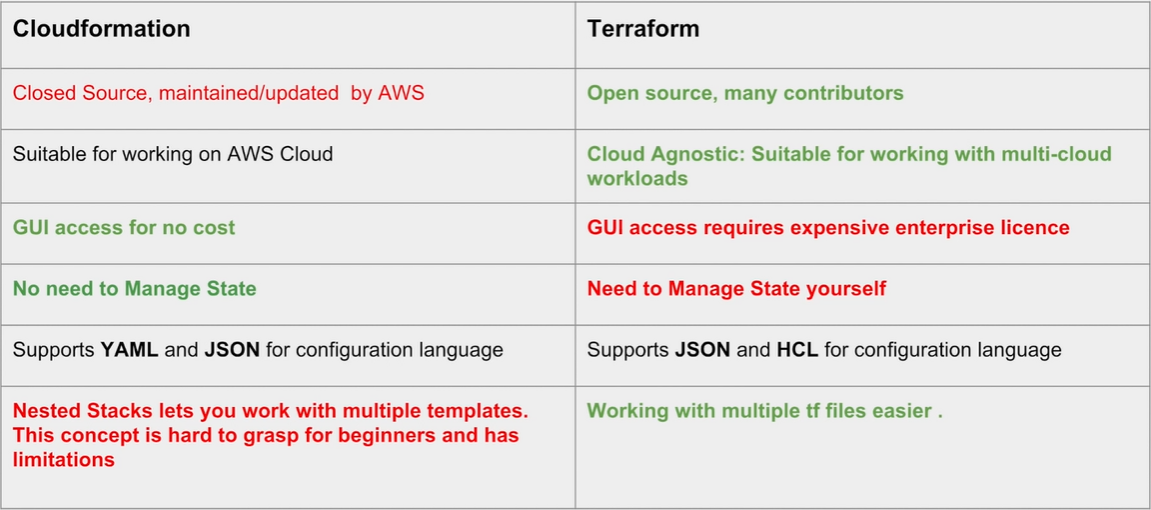 Cloudformation
Terraform
Closed Source, maintained/updated by AWS
Open source, many contributors
Suitable for working on AWS Cloud
Cloud Agnostic: Suitable for working with multi-cloud
workloads
GUI access for no cost
GUI access requires expensive enterprise licence
No need to Manage State
Need to Manage State yourself
Supports YAML and JSON for configuration language
Supports JSON and HCL for configuration language
Nested Stacks lets you work with multiple templates.
This concept is hard to grasp for beginners and has
limitations
Working with multiple tf files easier .